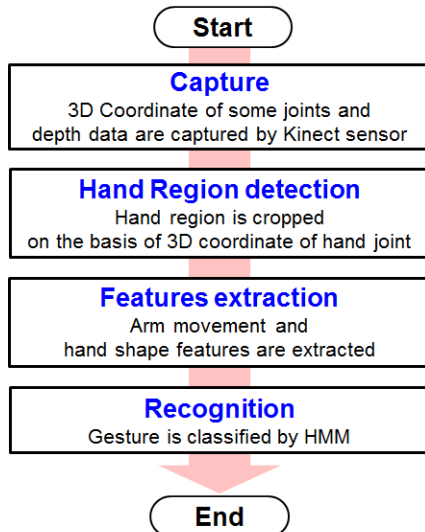 Start
Capture
3D Coordinate of some joints and
depth data are captured by Kinect sensor
Hand Region detection
Hand region is cropped
on the basis of 3D coordinate of hand joint
Features extraction
Arm movement and
hand shape features are extracted
Recognition
Gesture is classified by HMM
End